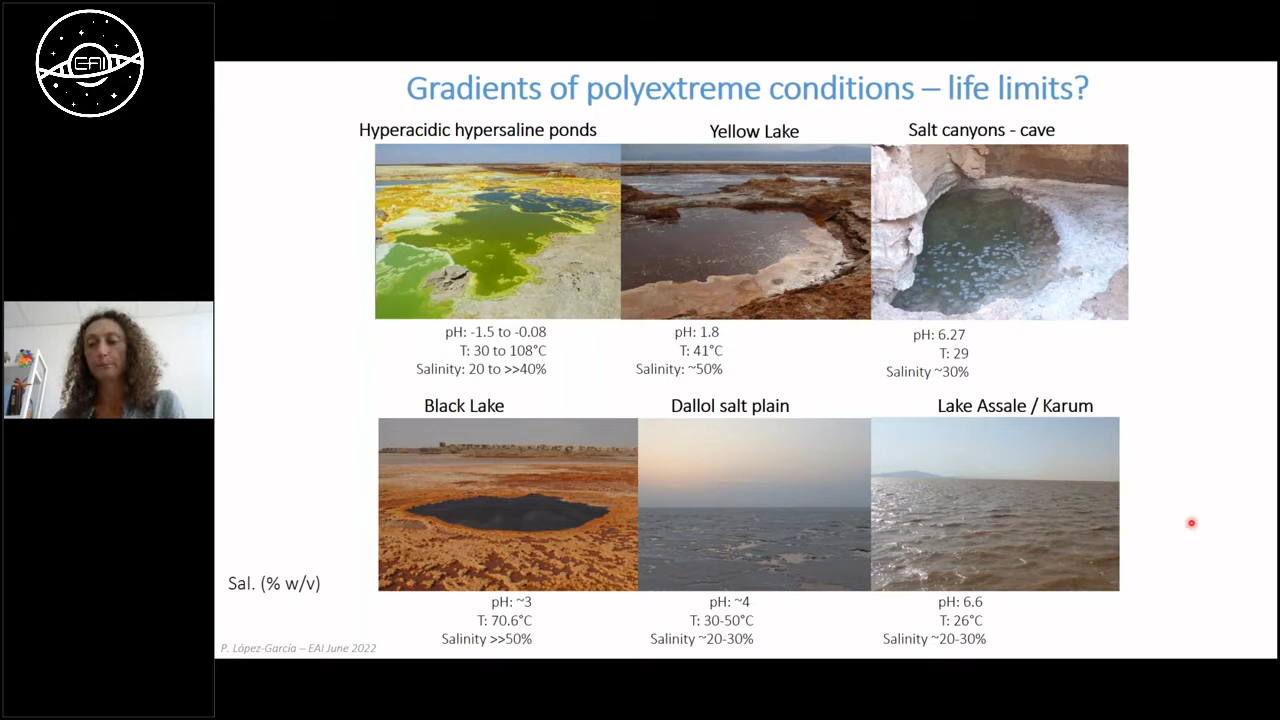 EAI
Gradients of polyextreme conditions – life limits?
Hyperacidic hypersaline ponds
Yellow Lake
Salt canyons - cave
pH: -1.5 to -0.08
T: 30 to 108°C
Salinity: 20 to >>40%
pH: 1.8
T: 41°C
Salinity: ~50%
pH: 6.27
T: 29
Salinity ~30%
Black Lake
Dallol salt plain
Lake Assale / Karum
Sal. (% w/v)
pH: ~3
T: 70.6°C
Salinity >>50%
pH: ~4
T: 30-50°C
Salinity ~20-30%
pH: 6.6
T: 26°C
Salinity ~20-30%
P. López-García – EAI June 2022